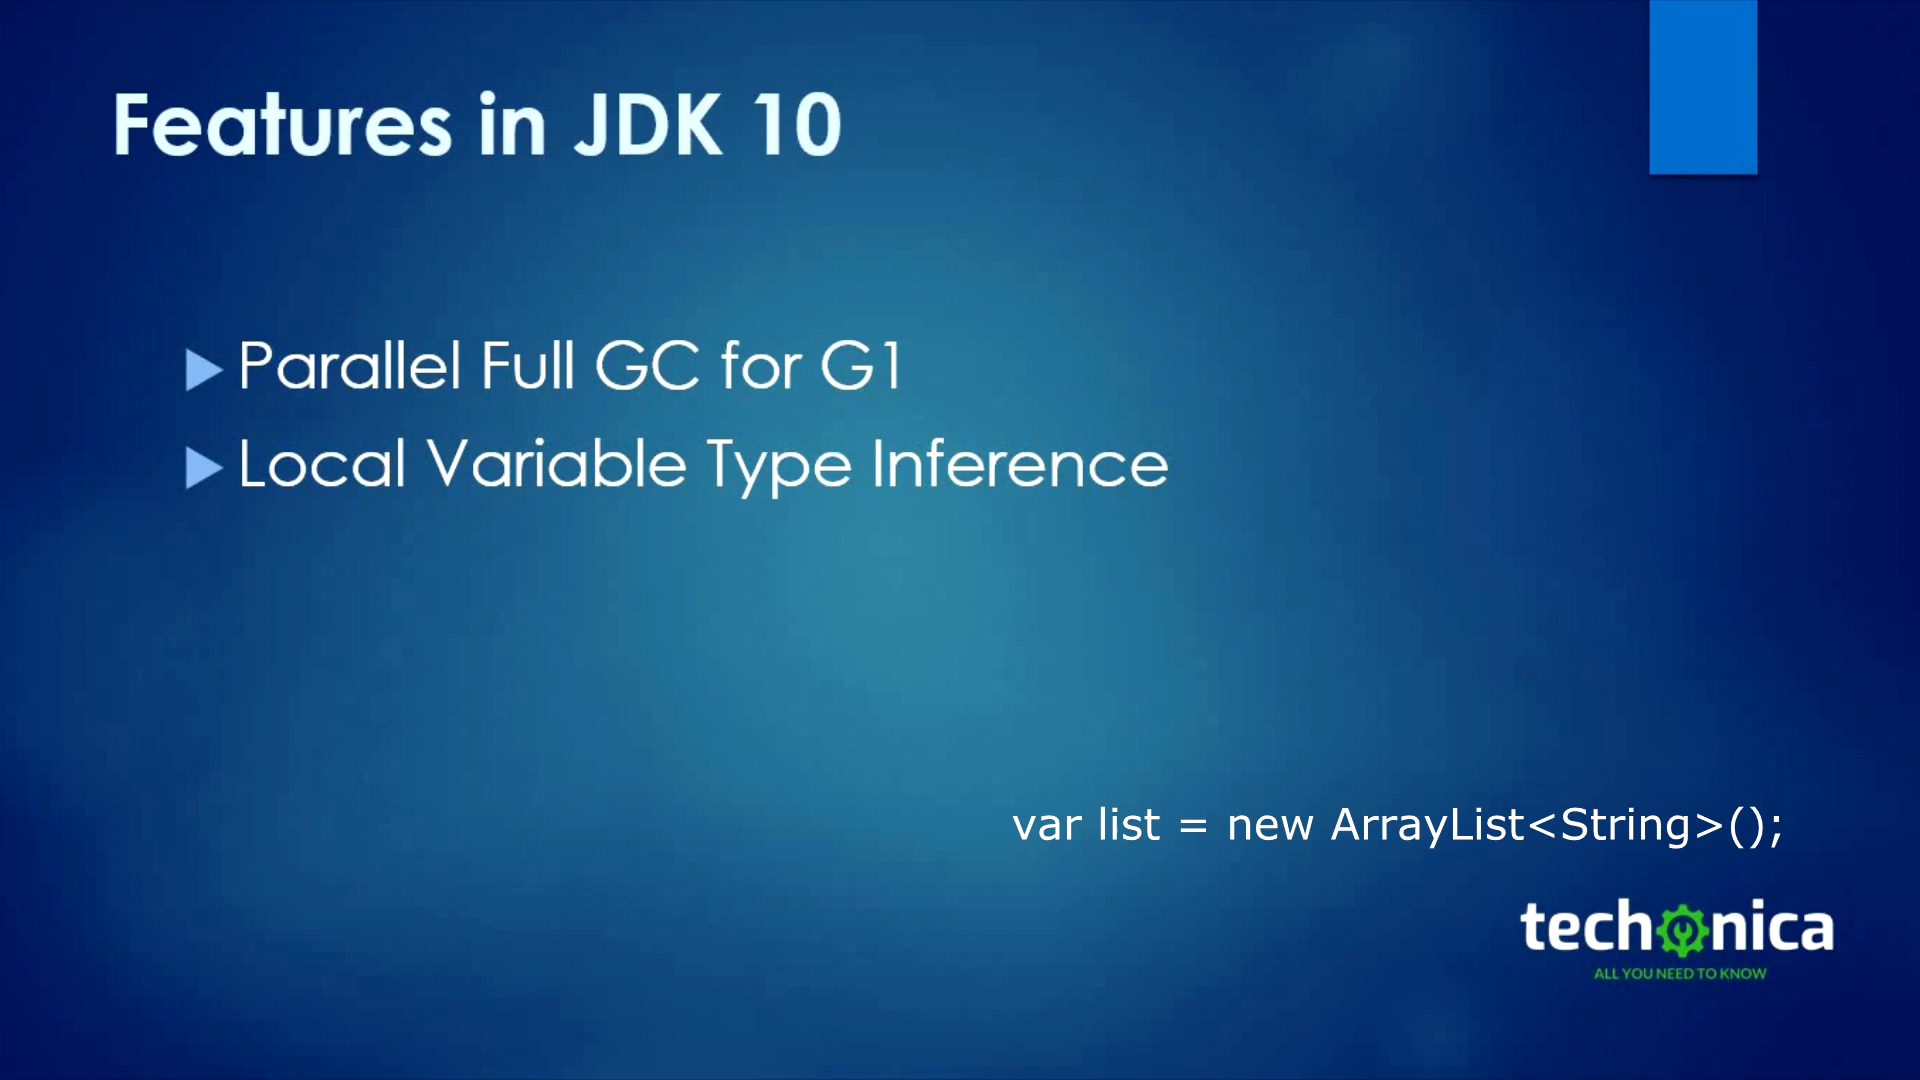 Features in JDK 10
Parallel Full GC for G1
Local Variable Type Inference
var list = new ArrayList<String>();
techonica
ALL YOU NEED TO KNOW